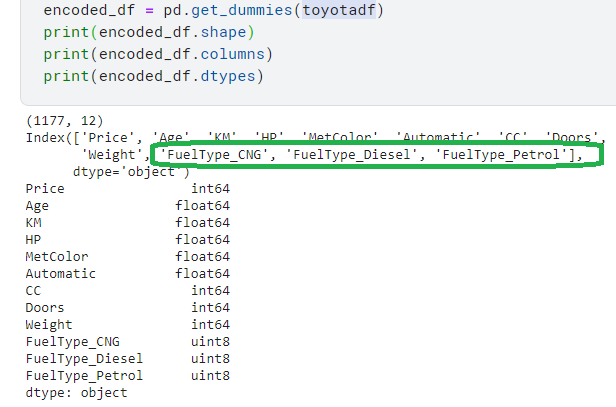 encoded_df = pd.get_dummies(toyotadf)
print(encoded_df.shape)
print(encoded_df.columns)
print(encoded_df.dtypes)
(1177, 12)
Index(['Price', 'Age', 'KM', 'HP', 'MetColor', 'Automatic', 'CC', 'Doors',
'Weight', 'FuelType_CNG', 'FuelType_Diesel', 'FuelType_Petrol'],
dtype='object')
Price int64
Age float64
KM float64
HP float64
MetColor float64
Automatic float64
CC int64
Doors int64
Weight int64
FuelType_CNG uint8
FuelType_Diesel uint8
FuelType_Petrol uint8
dtype: object